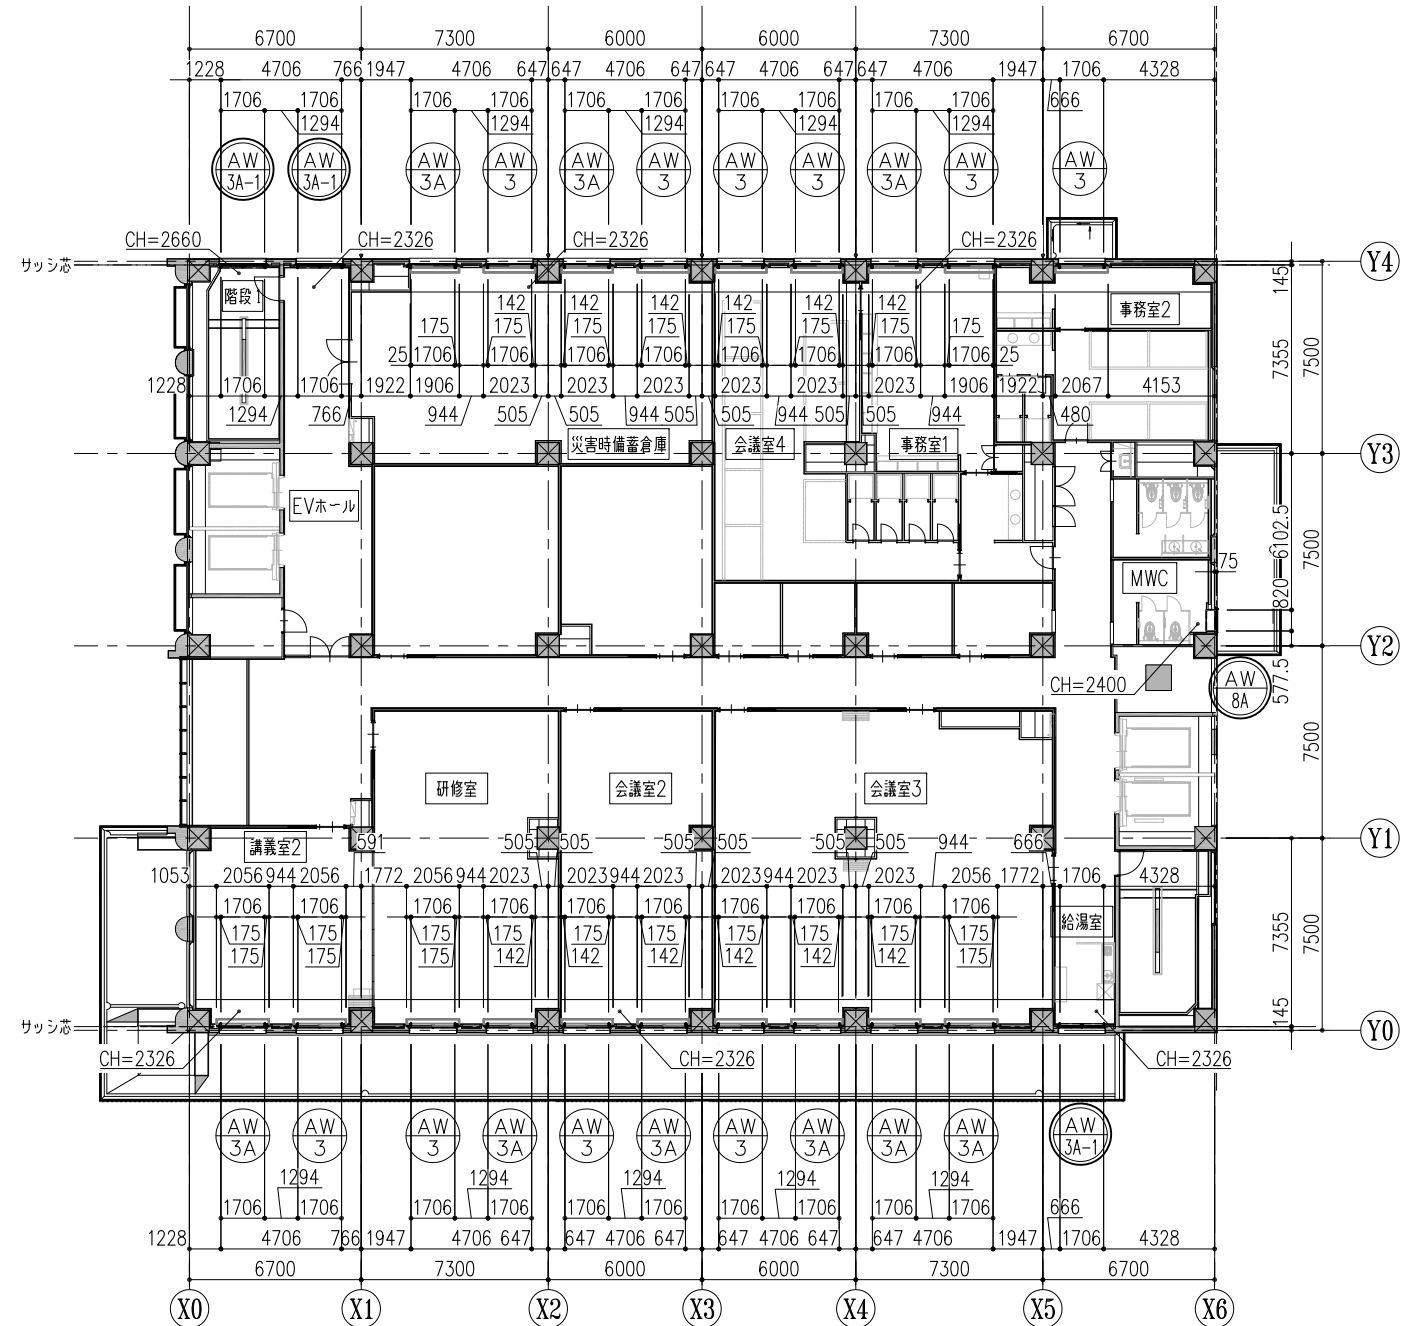 6700 7300 6000 6000 7300 6700
1228 4706 766 1947 4706 647 647 4706 647 647 4706 647 647 4706 1947 1706 4328
1706 1706 1706 1706 1706 1706 1706 1706 1706 1706 666
1294 1294 1294 1294 1294
AW 3A-1
AW 3A-1
AW 3A
AW 3
AW 3A
AW 3
AW 3
AW 3
AW 3A
AW 3
AW 3
CH=2660 CH=2326 CH=2326 CH=2326
サッシ芯 Y4
145
階段1 事務室2
142 142 142 142 142
175 175 175 175 175 175 175 175
25 1706 1706 1706 1706 1706 1706 1706 1706 25
7355 7500
1228 1706 1706 1922 1906 2023 2023 2023 2023 2023 2023 1906 1922 2067 4153
1294 766 944 505 505 944 505 505 944 505 505 944 480
災害時備蓄倉庫 会議室4 事務室1
Y3
EVホール
6102.5 7500
MWC 75
820
Y2
CH=2400
AW 8A
577.5
7500
研修室 会議室2 会議室3
Y1
講義室2 591 505 505 505 505 505 505 944 666
1053 2056 944 2056 1772 2056 944 2023 2023 944 2023 2023 944 2023 2023 2056 1772 1706 4328
1706 1706 1706 1706 1706 1706 1706 1706 1706 1706
給湯室
175 175 175 175 175 175 175 175 175 175
175 175 175 142 142 142 142 142 142 175
7355 7500
145
サッシ芯 Y0
CH=2326 CH=2326 CH=2326
AW 3A
AW 3
AW 3
AW 3A
AW 3
AW 3A
AW 3
AW 3A
AW 3A
AW 3A
AW 3A-1
1294 1294 1294 1294 1294
1706 1706 1706 1706 1706 1706 1706 1706 1706 1706 666
1228 4706 766 1947 4706 647 647 4706 647 647 4706 647 647 4706 1947 1706 4328
6700 7300 6000 6000 7300 6700
X0 X1 X2 X3 X4 X5 X6